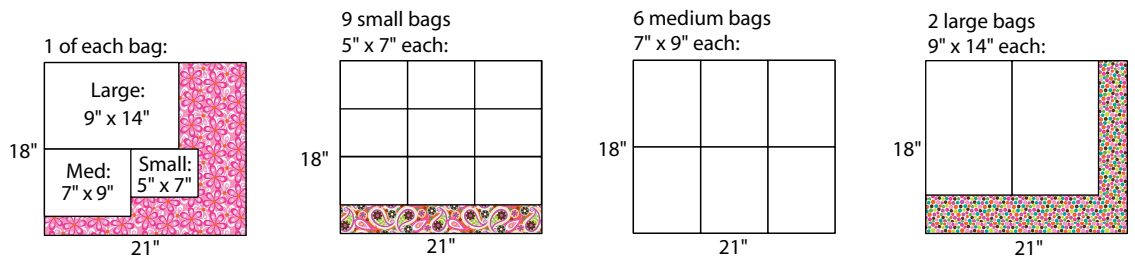 1 of each bag:
Large:
9" x 14"
18"
Med:
7" x 9"
Small:
5" x 7"
21"
9 small bags
5" x 7" each:
18"
21"
6 medium bags
7" x 9" each:
18"
21"
2 large bags
9" x 14" each:
18"
21"